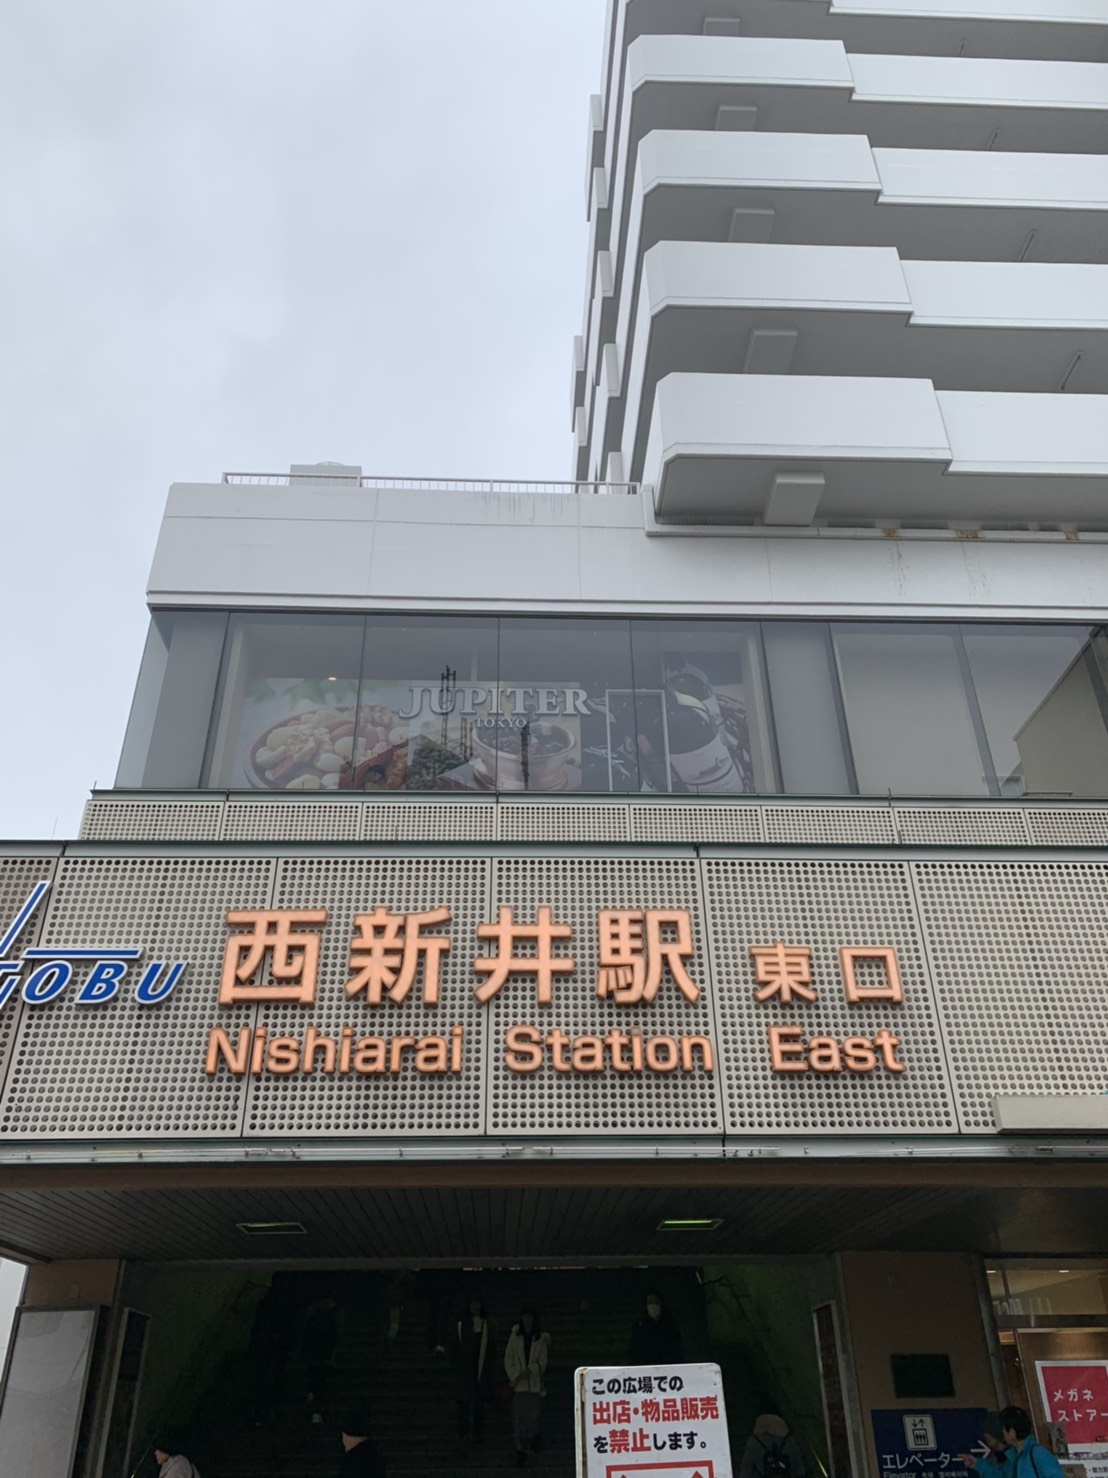 JUPITER
TOKYO
OBU
西新井駅 東口
Nishiarai Station East
この広場での
出店・物品販売
を禁止します。
エレベーター
Elevator
メガネ
ストアー